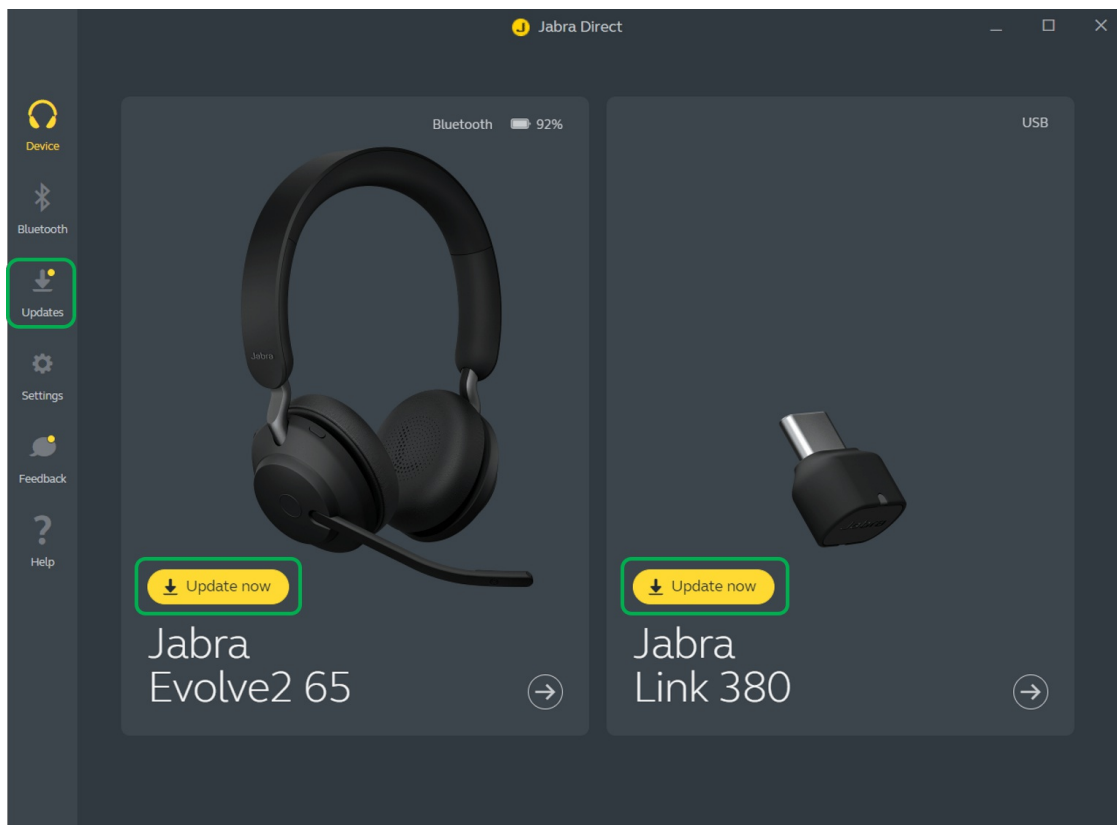 Jabra Direct
Device
Bluetooth
Updates
Settings
Feedback
Help
Bluetooth 92%
Jabra
Update now
Jabra
Evolve2 65
USB
Update now
Jabra
Link 380